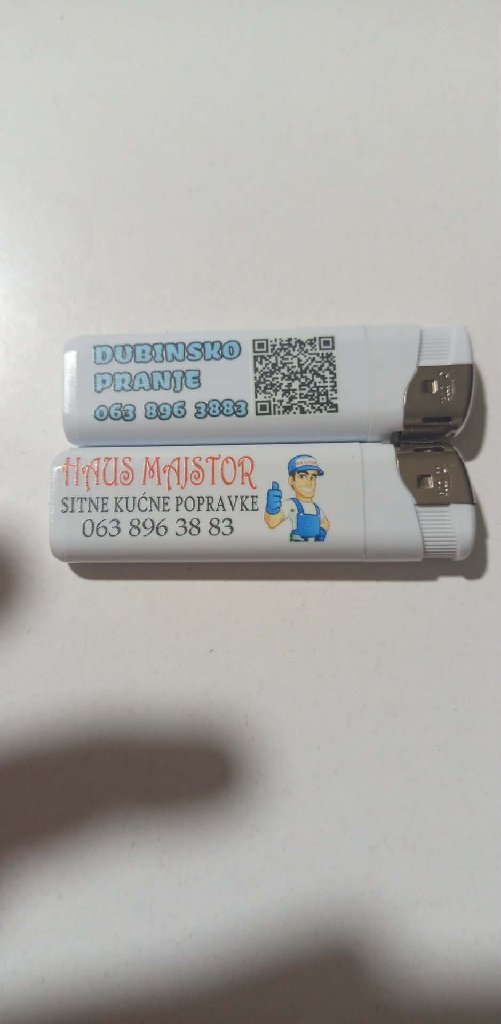 DUBINSKO
PRANJE
063 896 3883
HAUS MAJSTOR
SITNE KUĆNE POPRAVKE
063 896 38 83